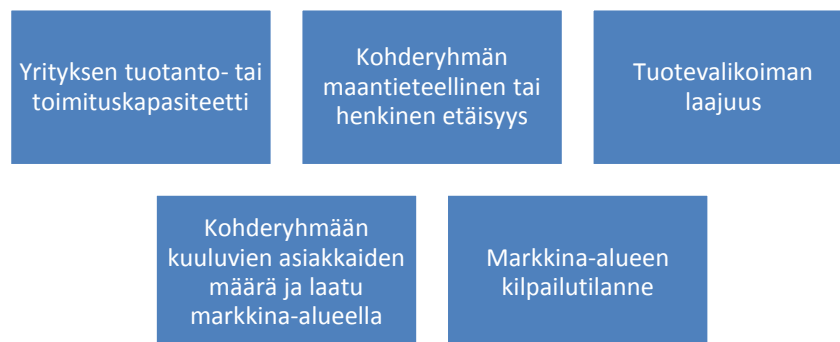 Yrityksen tuotanto- tai
toimituskapasiteetti
Kohderyhmän
maantieteellinen tai
henkinen etäisyys
Tuotevalikoiman
laajuus
Kohderyhmään
kuuluvien asiakkaiden
määrä ja laatu
markkina-alueella
Markkina-alueen
kilpailutilanne